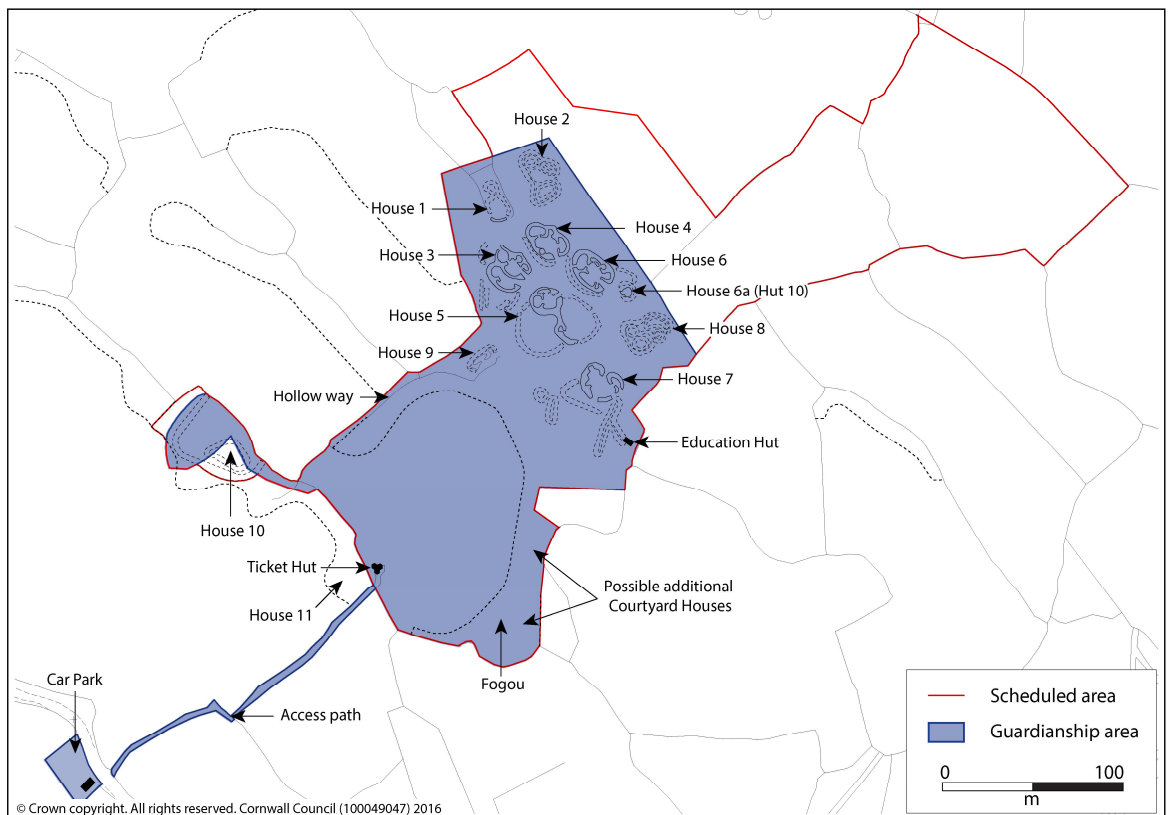 House 2
House 1
House 4
House 3
House 6
House 6a (Hut 10)
House 5
House 8
House 9
House 7
Hollow way
Education Hut
House 10
Ticket Hut
Possible additional
Courtyard Houses
House 11
Fogou
Car Park
Access path
Scheduled area
Guardianship area
0
100
m
© Crown copyright. All rights reserved. Cornwall Council (100049047) 2016